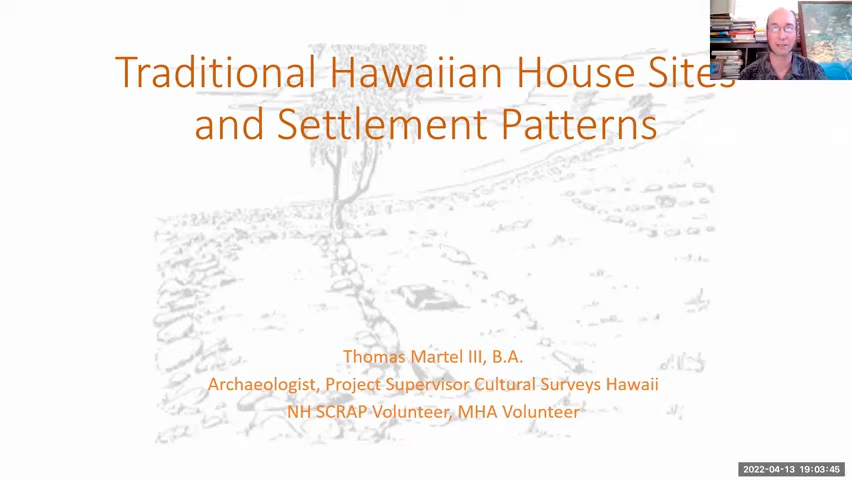 Traditional Hawaiian House Sites
and Settlement Patterns
Thomas Martel III, B.A.
Archaeologist, Project Supervisor Cultural Surveys Hawaii
NH SCRAP Volunteer, MHA Volunteer
2022-04-13 19:03:45